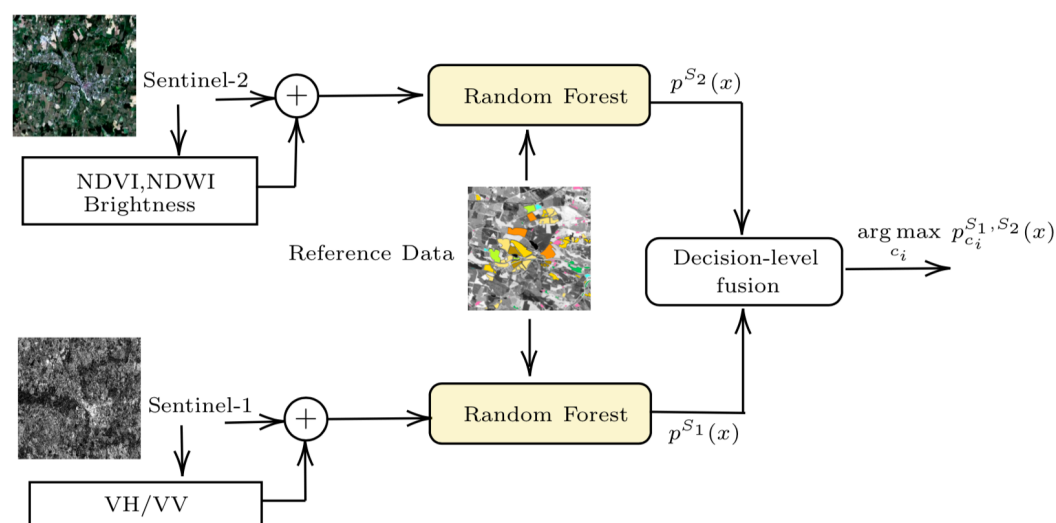 Sentinel-2
+
Random Forest
p^{S_2}(x)
NDVI,NDWI
Brightness
Reference Data
Decision-level
fusion
arg max p_{c_i}^{S_1,S_2}(x)
c_i
Sentinel-1
+
Random Forest
p^{S_1}(x)
VH/VV